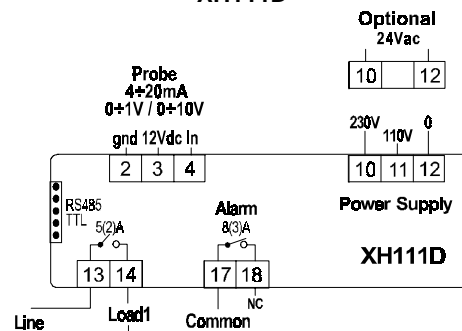 Optional
24Vac
10 12
Probe
4÷20mA
0÷1V / 0÷10V
gnd 12Vdc In
2 3 4
230V 110V 0
10 11 12
Power Supply
RS485
TTL
5(2)A
Alarm
8(3)A
XH111D
13 14
17 18
Line
Load1
Common
NC